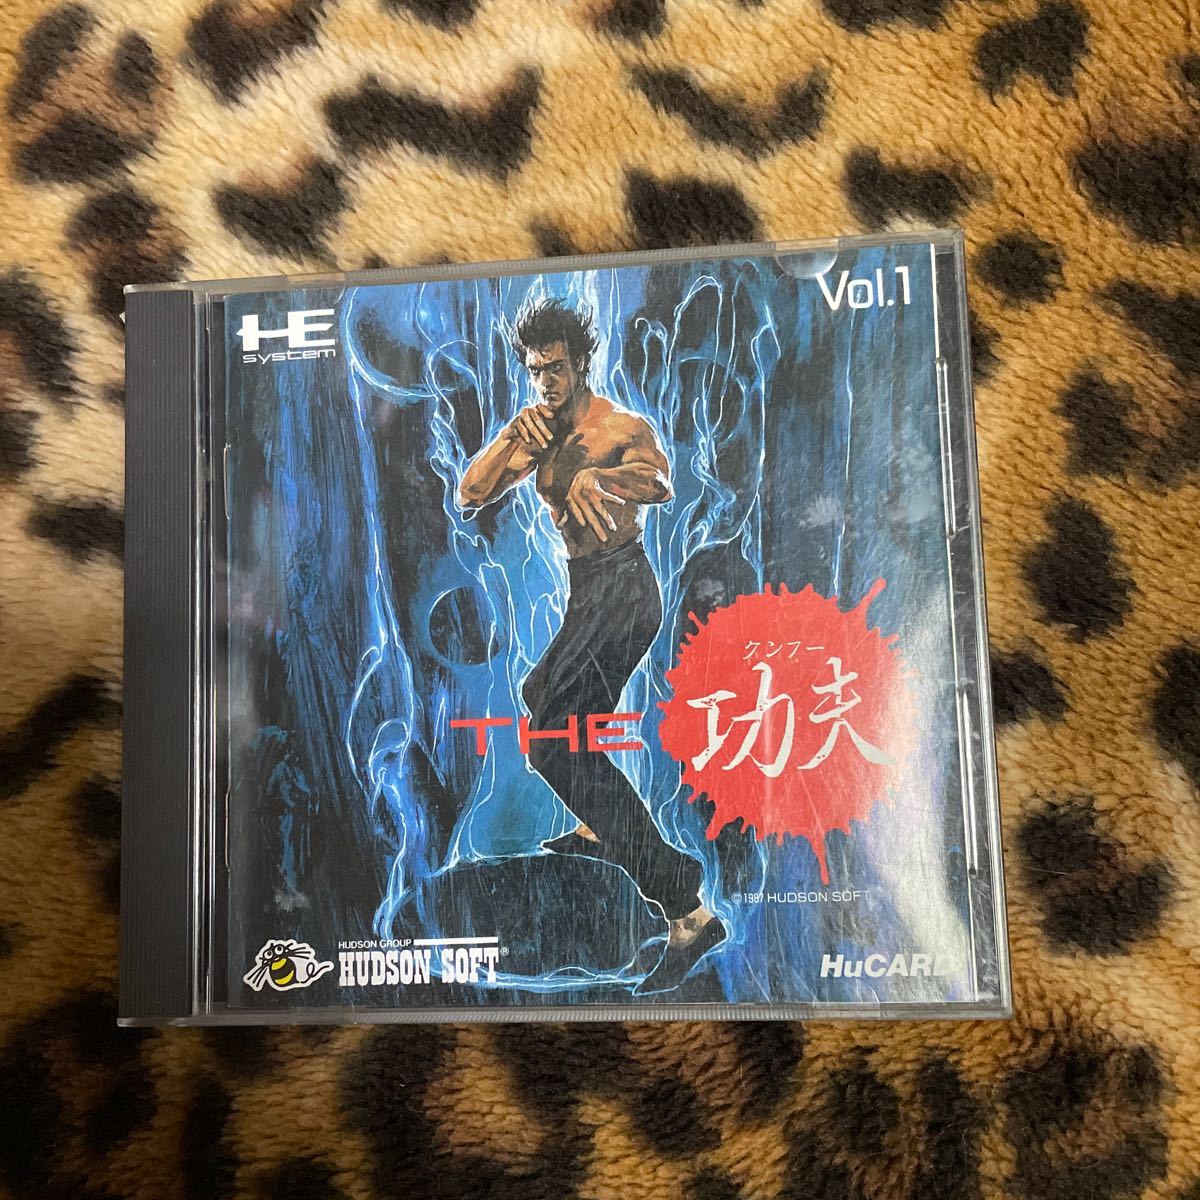 Vol.1
HE
system
クンフー
THE 功夫
©1987 HUDSON SOFT
HUDSON GROUP
HUDSON SOFT®
HuCARD